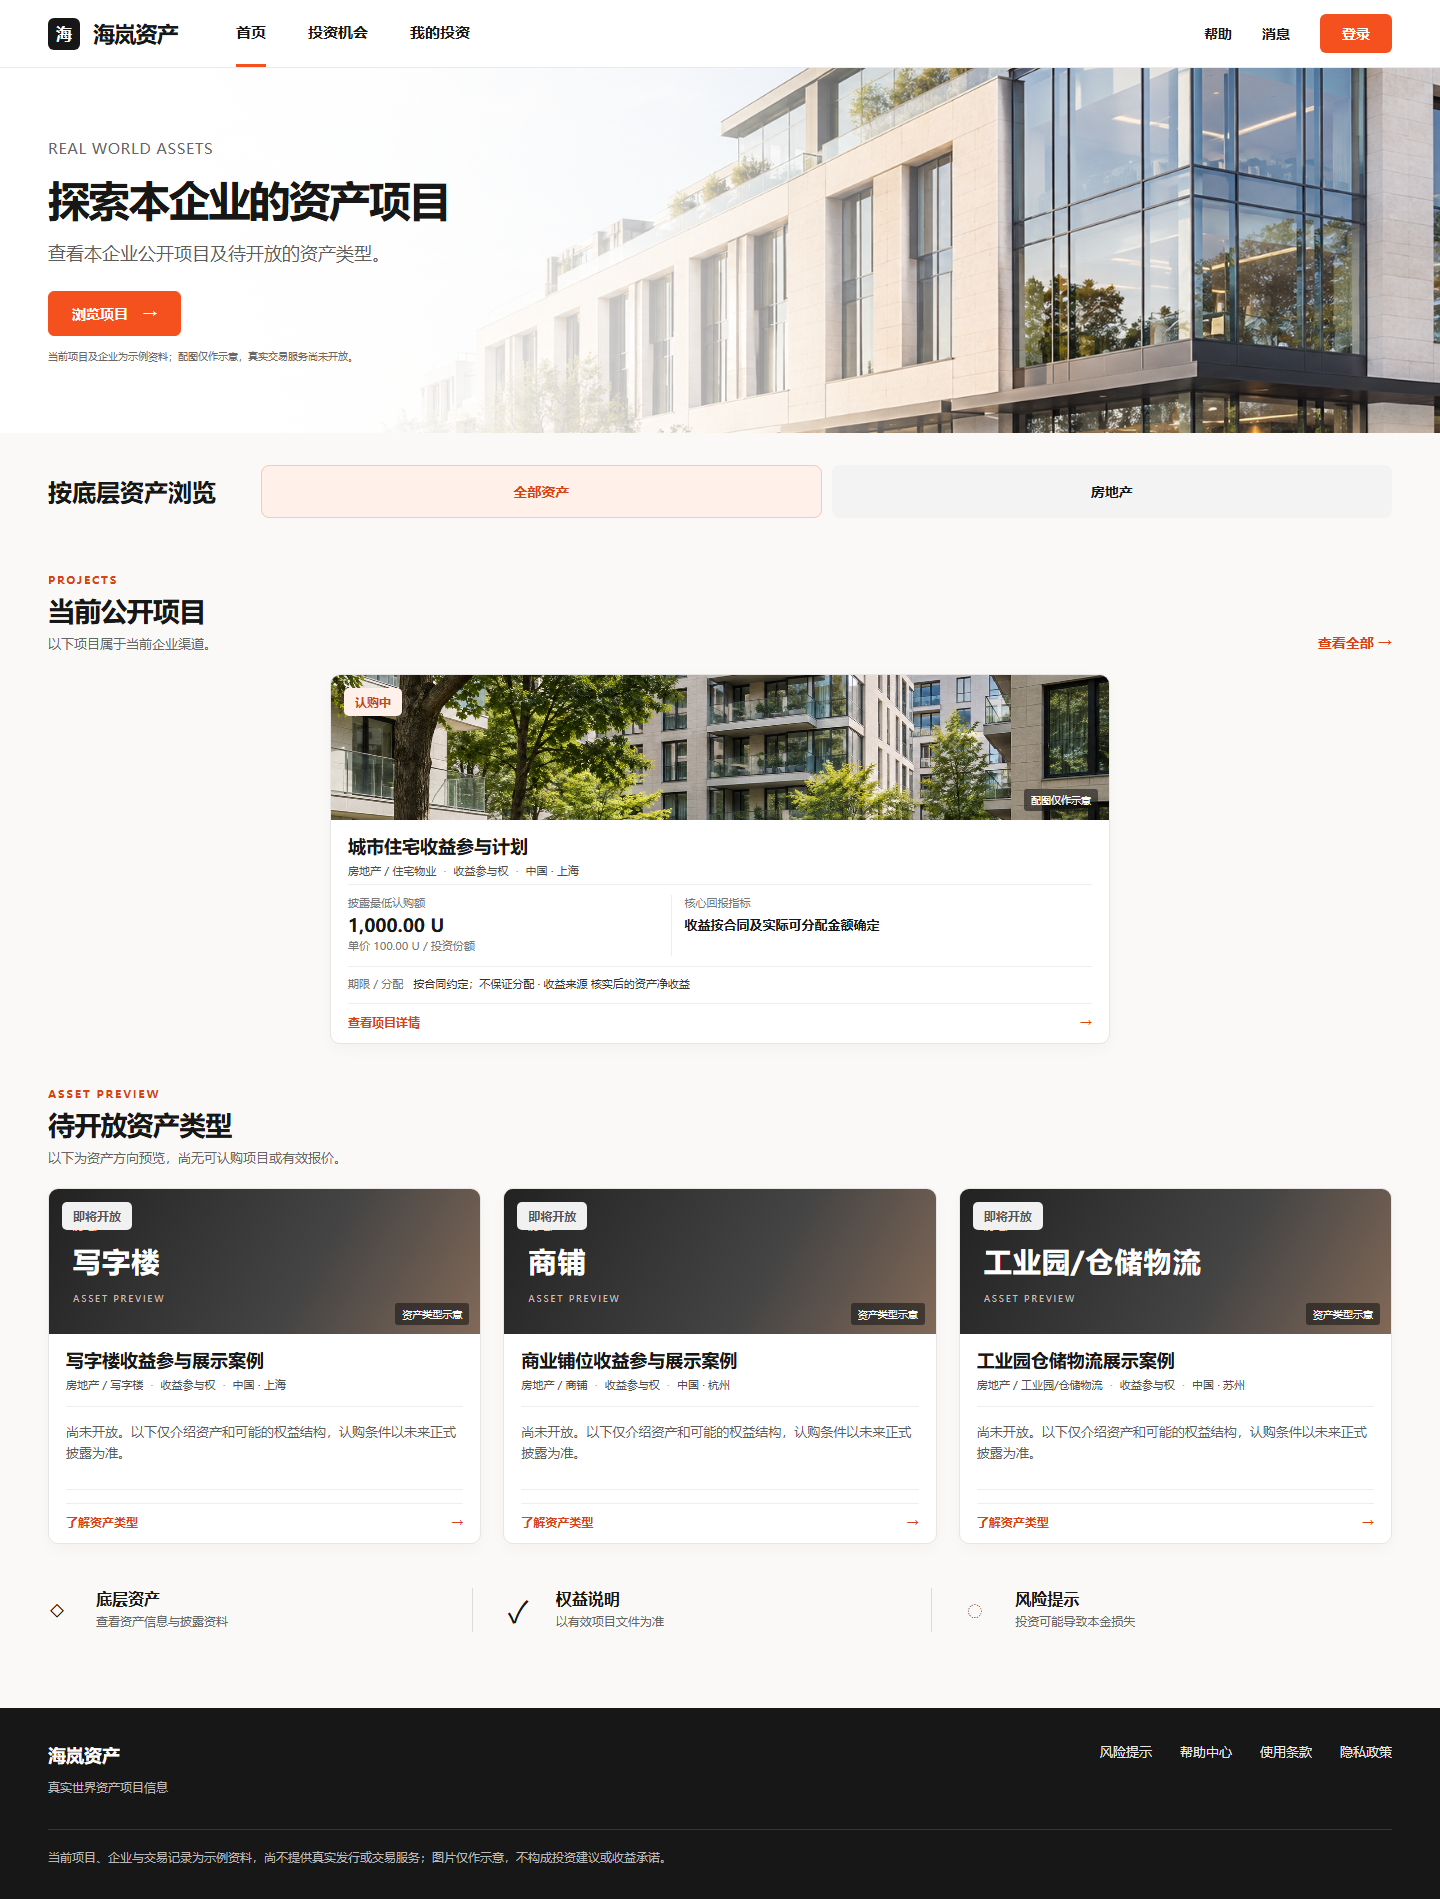 海 海岚资产 首页 投资机会 我的投资 帮助 消息 登录
REAL WORLD ASSETS
探索本企业的资产项目
查看本企业公开项目及待开放的资产类型。
浏览项目 →
当前项目及企业为示例资料；配图仅作示意，真实交易服务尚未开放。
按底层资产浏览 全部资产 房地产
PROJECTS
当前公开项目
以下项目属于当前企业渠道。 查看全部 →
认购中
配图仅作示意
城市住宅收益参与计划
房地产 / 住宅物业 · 收益参与权 · 中国 · 上海
披露最低认购额 核心回报指标
1,000.00 U 收益按合同及实际可分配金额确定
单价 100.00 U / 投资份额
期限 / 分配 按合同约定；不保证分配 · 收益来源 核实后的资产净收益
查看项目详情 →
ASSET PREVIEW
待开放资产类型
以下为资产方向预览，尚无可认购项目或有效报价。
即将开放
写字楼
ASSET PREVIEW
资产类型示意
写字楼收益参与展示案例
房地产 / 写字楼 · 收益参与权 · 中国 · 上海
尚未开放。以下仅介绍资产和可能的权益结构，认购条件以未来正式
披露为准。
了解资产类型 →
即将开放
商铺
ASSET PREVIEW
资产类型示意
商业铺位收益参与展示案例
房地产 / 商铺 · 收益参与权 · 中国 · 杭州
尚未开放。以下仅介绍资产和可能的权益结构，认购条件以未来正式
披露为准。
了解资产类型 →
即将开放
工业园/仓储物流
ASSET PREVIEW
资产类型示意
工业园仓储物流展示案例
房地产 / 工业园/仓储物流 · 收益参与权 · 中国 · 苏州
尚未开放。以下仅介绍资产和可能的权益结构，认购条件以未来正式
披露为准。
了解资产类型 →
底层资产
查看资产信息与披露资料
权益说明
以有效项目文件为准
风险提示
投资可能导致本金损失
海岚资产 风险提示 帮助中心 使用条款 隐私政策
真实世界资产项目信息
当前项目、企业与交易记录为示例资料，尚不提供真实发行或交易服务；图片仅作示意，不构成投资建议或收益承诺。